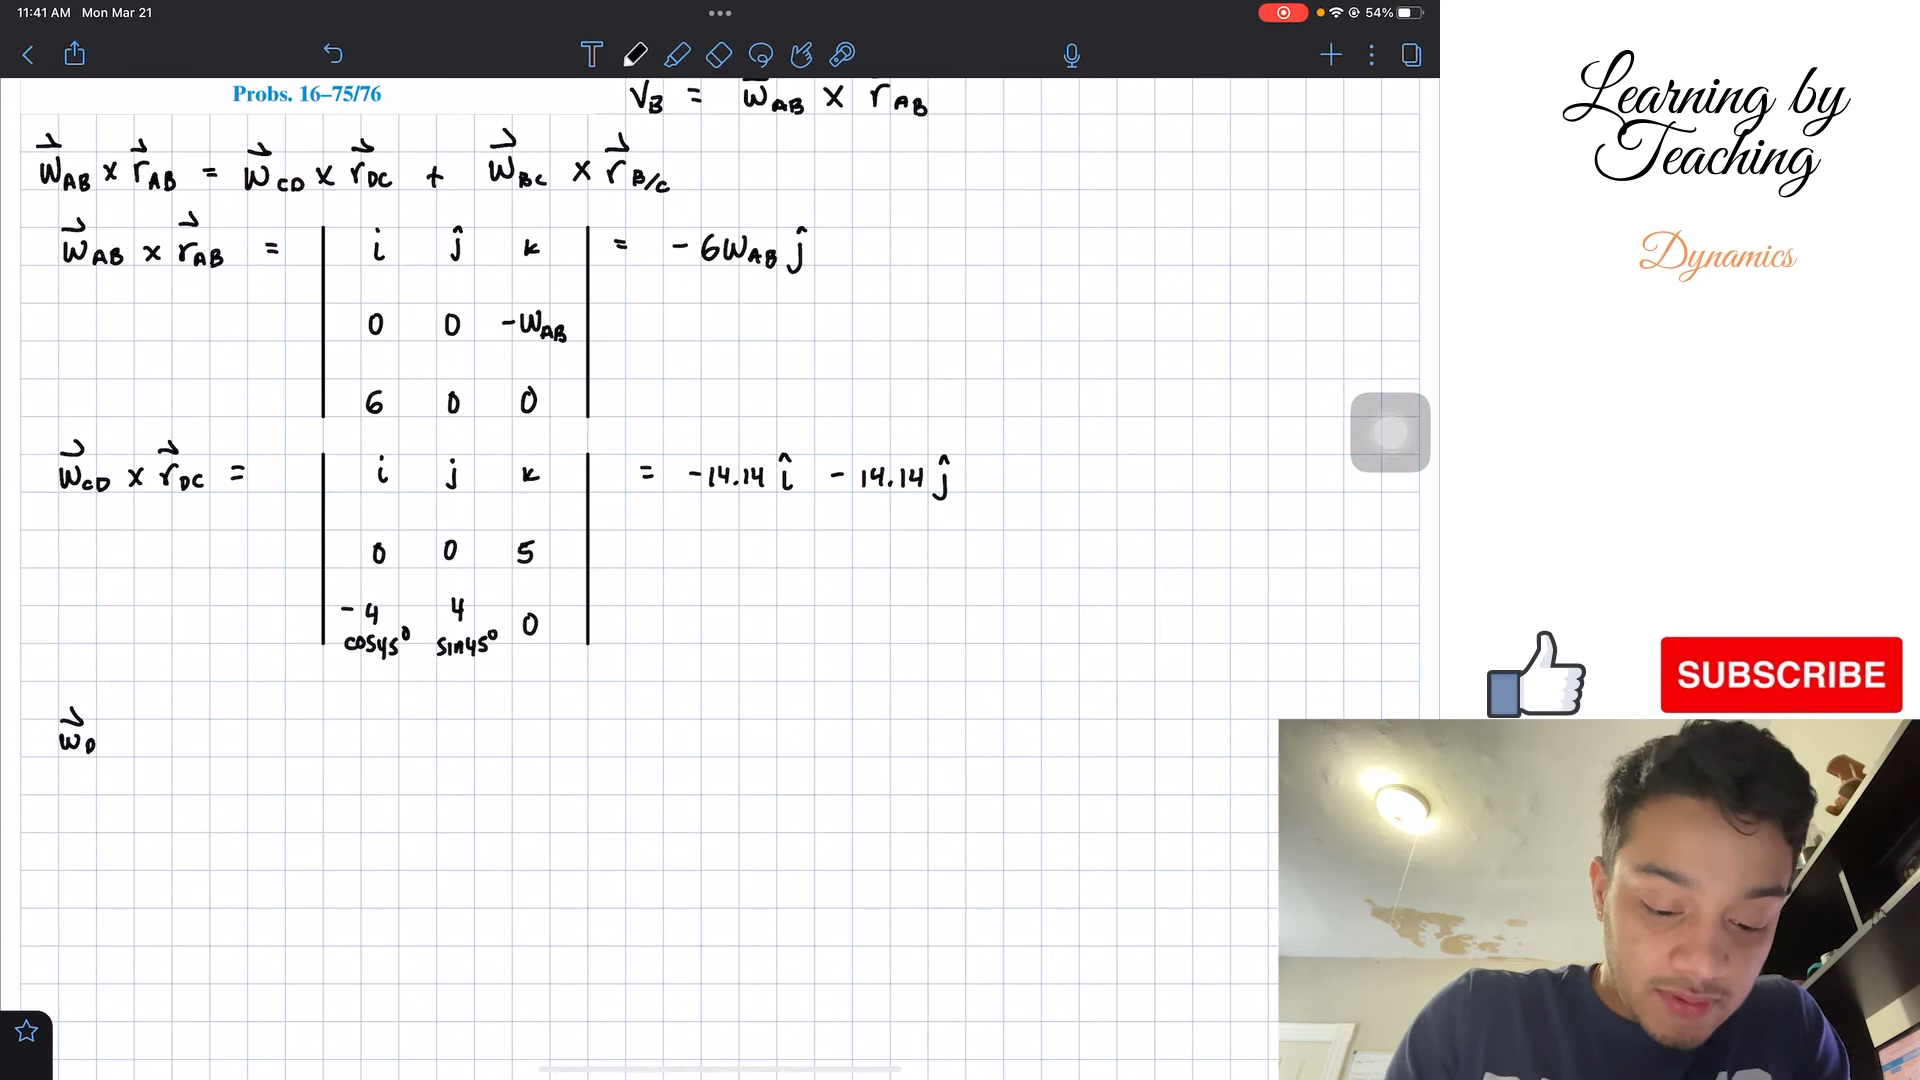 11:41 AM Mon Mar 21
54%
Probs. 16–75/76
V_B = W_AB × r_AB
W_AB × r_AB = W_CD × r_DC + W_BC × r_B/C
W_AB × r_AB = | i ĵ k | = - 6W_AB ĵ
0 0 -W_AB
6 0 0
W_CD × r_DC = | i j k | = -14.14 î - 14.14 ĵ
0 0 5
-4 4 0
cos45° sin45°
W_D
Learning by
Teaching
Dynamics
SUBSCRIBE